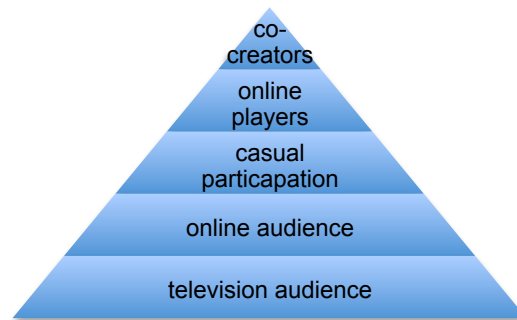 co-
creators
online
players
casual
particapation
online audience
television audience